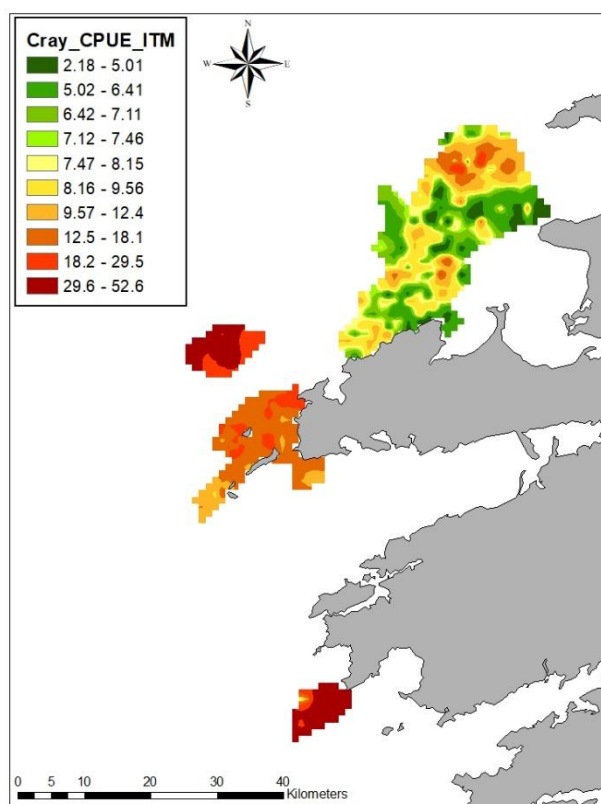 Cray_CPUE_ITM
2.18 - 5.01
5.02 - 6.41
6.42 - 7.11
7.12 - 7.46
7.47 - 8.15
8.16 - 9.56
9.57 - 12.4
12.5 - 18.1
18.2 - 29.5
29.6 - 52.6
N
W E
S
0 5 10 20 30 40
Kilometers